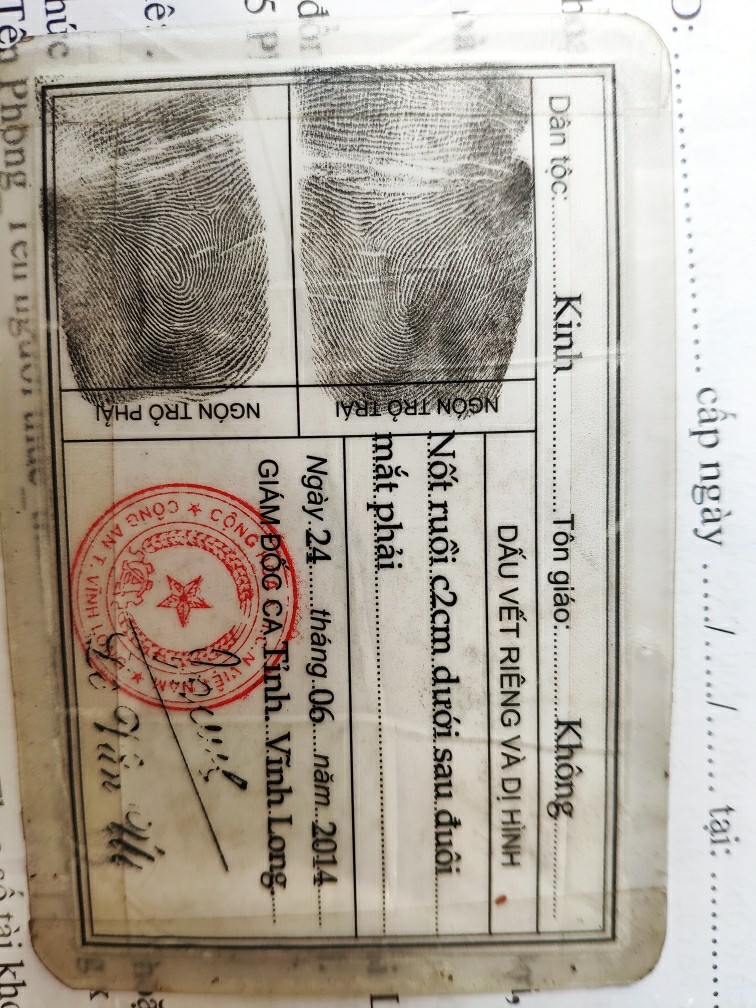 Dân tộc:............Kinh............Tôn giáo:............Không............
DẤU VẾT RIÊNG VÀ DỊ HÌNH
Nốt ruồi c2cm dưới sau đuôi
mắt phải
NGÓN TRỎ TRÁI
NGÓN TRỎ PHẢI
Ngày 24 tháng 06 năm 2014
GIÁM ĐỐC CA Tỉnh Vĩnh Long
CÔNG AN T. VĨNH
cấp ngày ....../....../...... tại: